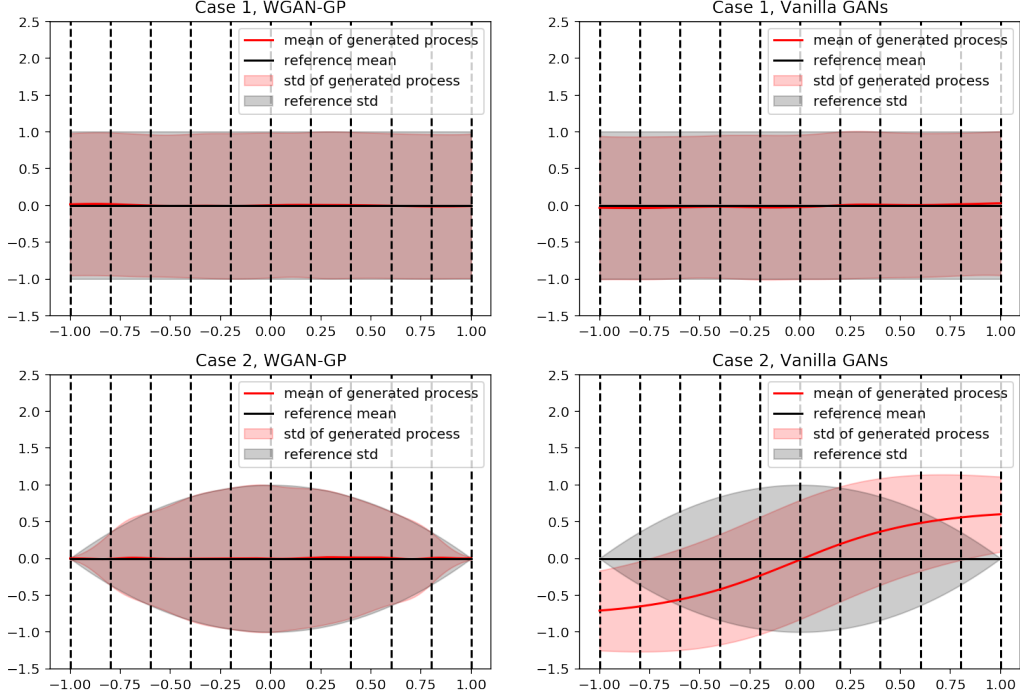 Case 1, WGAN-GP
2.5
2.0
1.5
1.0
0.5
0.0
−0.5
−1.0
−1.5
mean of generated process
reference mean
std of generated process
reference std
−1.00 −0.75 −0.50 −0.25 0.00 0.25 0.50 0.75 1.00
Case 1, Vanilla GANs
2.5
2.0
1.5
1.0
0.5
0.0
−0.5
−1.0
−1.5
mean of generated process
reference mean
std of generated process
reference std
−1.00 −0.75 −0.50 −0.25 0.00 0.25 0.50 0.75 1.00
Case 2, WGAN-GP
2.5
2.0
1.5
1.0
0.5
0.0
−0.5
−1.0
−1.5
mean of generated process
reference mean
std of generated process
reference std
−1.00 −0.75 −0.50 −0.25 0.00 0.25 0.50 0.75 1.00
Case 2, Vanilla GANs
2.5
2.0
1.5
1.0
0.5
0.0
−0.5
−1.0
−1.5
mean of generated process
reference mean
std of generated process
reference std
−1.00 −0.75 −0.50 −0.25 0.00 0.25 0.50 0.75 1.00